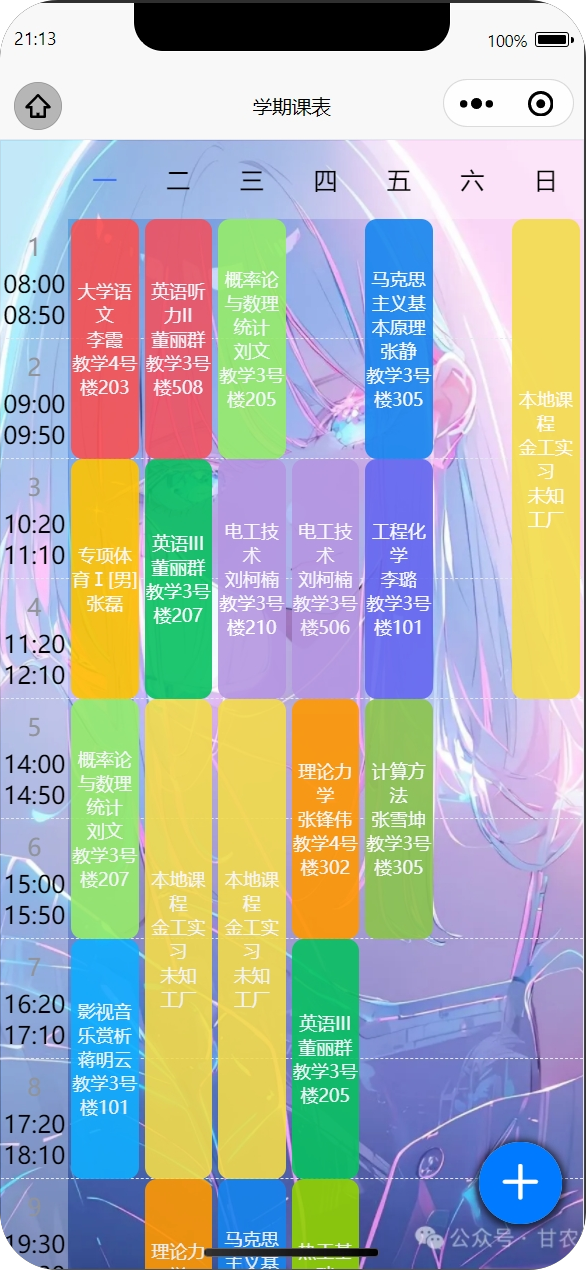 21:13
100%
学期课表
一 二 三 四 五 六 日
1
08:00
08:50
2
09:00
09:50
3
10:20
11:10
4
11:20
12:10
5
14:00
14:50
6
15:00
15:50
7
16:20
17:10
8
17:20
18:10
9
19:30
大学语
文
李霞
教学4号
楼203
专项体
育Ⅰ[男]
张磊
概率论
与数理
统计
刘文
教学3号
楼207
影视音
乐赏析
蒋明云
教学3号
楼101
英语听
力II
董丽群
教学3号
楼508
英语III
董丽群
教学3号
楼207
本地课
程
金工实
习
未知
工厂
理论力
概率论
与数理
统计
刘文
教学3号
楼205
电工技
术
刘柯楠
教学3号
楼210
本地课
程
金工实
习
未知
工厂
马克思
主义基
电工技
术
刘柯楠
教学3号
楼506
理论力
学
张锋伟
教学4号
楼302
英语III
董丽群
教学3号
楼205
热工基
马克思
主义基
本原理
张静
教学3号
楼305
工程化
学
李璐
教学3号
楼101
计算方
法
张雪坤
教学3号
楼305
本地课
程
金工实
习
未知
工厂
公众号 · 甘农